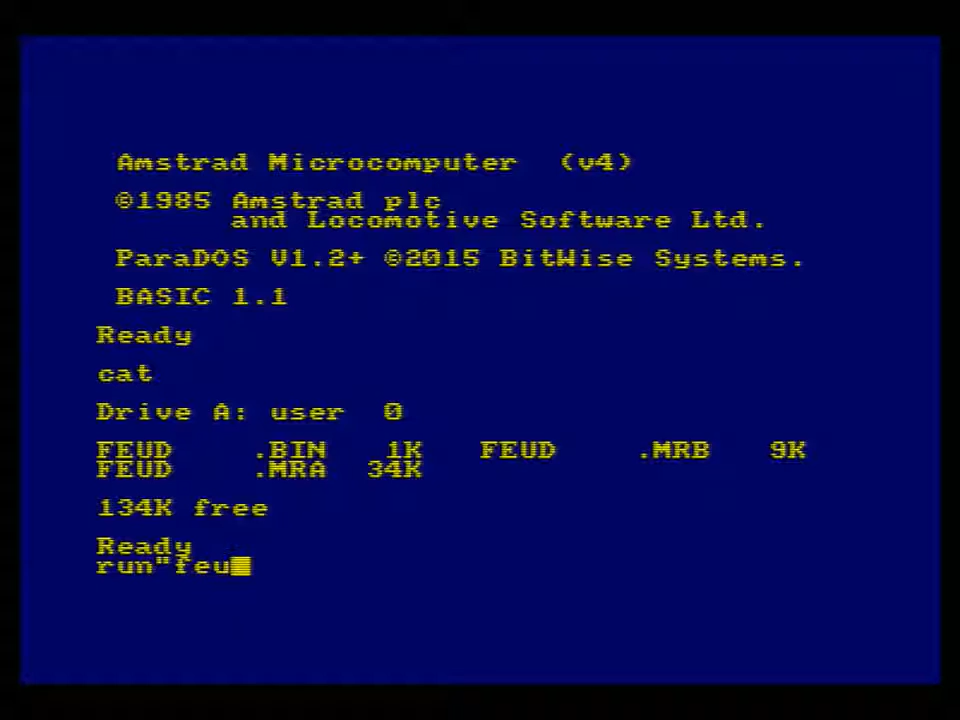 Amstrad Microcomputer (v4)
©1985 Amstrad plc
and Locomotive Software Ltd.
ParaDOS V1.2+ ©2015 BitWise Systems.
BASIC 1.1
Ready
cat
Drive A: user 0
FEUD .BIN 1K FEUD .MRB 9K
FEUD .MRA 34K
134K free
Ready
run"feu